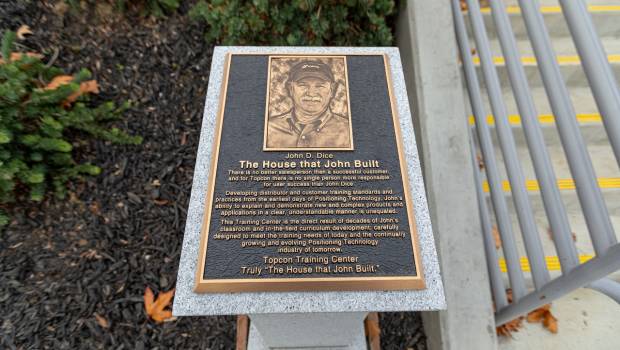 John D. Dice
The House that John Built
There is no better salesperson then a successful customer,
and for Topcon there is no single person more responsible
for user success than John Dice.
Developing distributor and customer training standards and
practices from the earliest days of Positioning Technology, John's
ability to explain and demonstrate new and complex products and
applications in a clear, understandable manner is unequaled.
This Training Center is the direct result of decades of John's
classroom and in-the-field curriculum development, carefully
designed to meet the training needs of today and the continually
growing and evolving Positioning Technology
industry of tomorrow.
Topcon Training Center
Truly "The House that John Built."